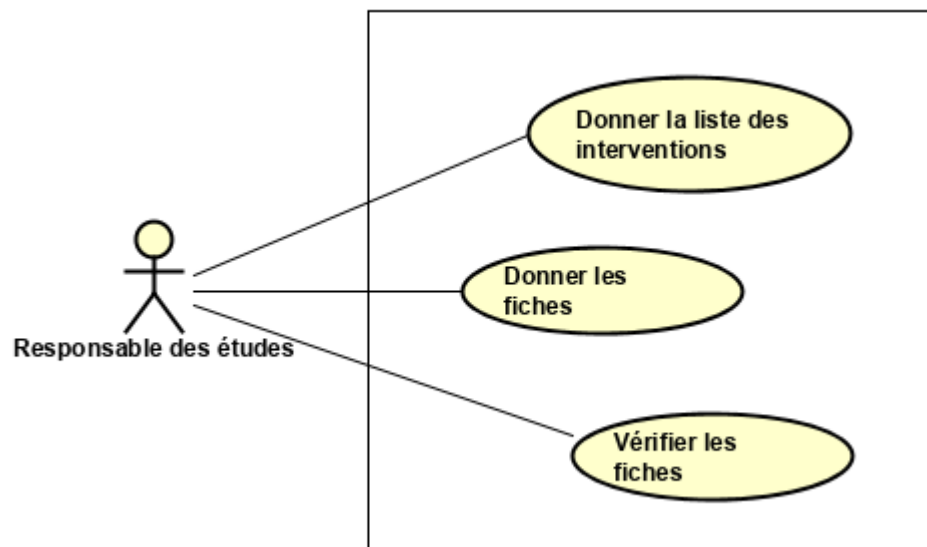 Donner la liste des
interventions
Donner les
fiches
Responsable des études
Vérifier les
fiches